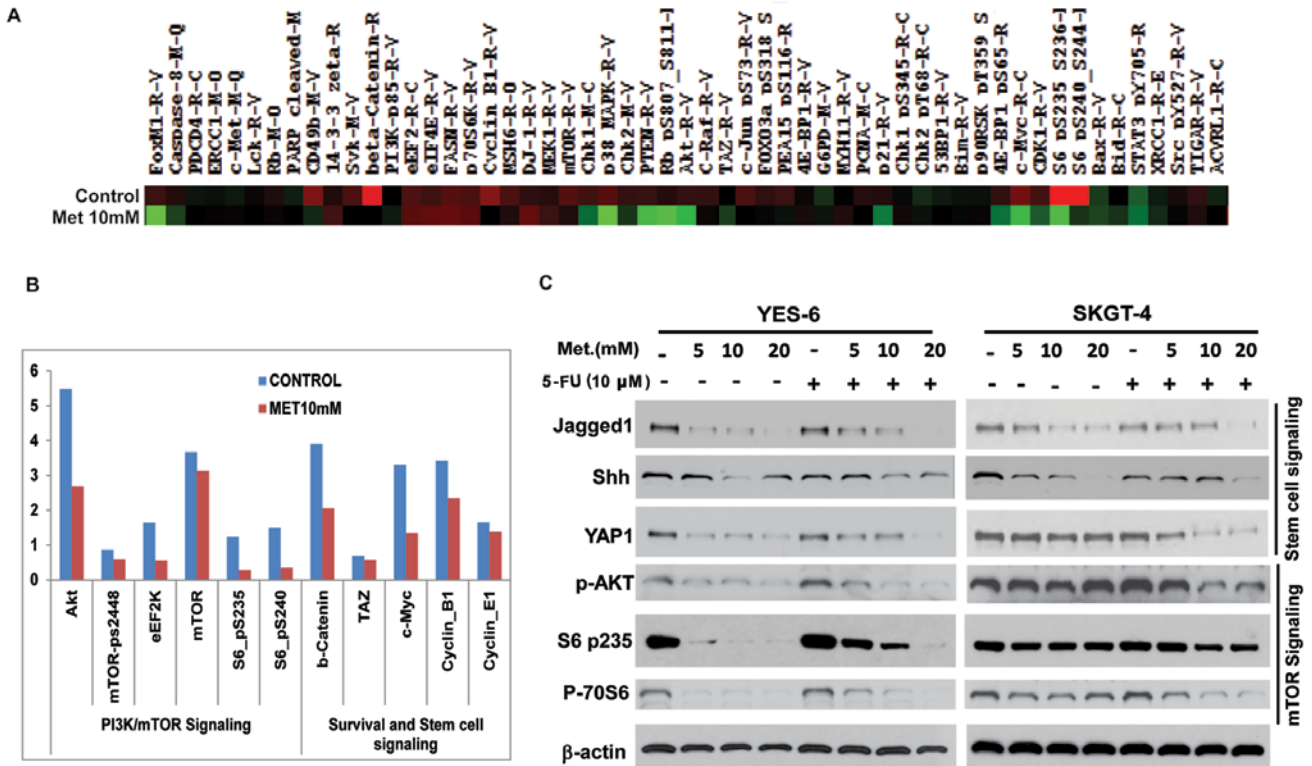 A
FoxM1-R-V
Caspase-8-M-Q
PDCD4-R-C
ERCC1-M-O
c-Met-M-Q
Lck-R-V
Rb-M-O
PARP cleaved-M
CD49b-M-V
14-3-3 zeta-R
Syk-M-V
beta-Catenin-R
PI3K-p85-R-V
eEF2-R-C
eIF4E-R-V
FASN-R-V
p70S6K-R-V
Cyclin B1-R-V
MSH6-R-O
DJ-1-R-V
MEK1-R-V
mTOR-R-V
Chk1-M-C
p38 MAPK-R-V
Chk2-M-V
PTEN-R-V
Rb pS807_S811-
Akt-R-V
C-Raf-R-V
TAZ-R-V
c-Jun pS73-R-V
FOXO3a pS318 S
PEA15 pS116-R
4E-BP1-R-V
G6PD-M-V
MYH11-R-V
PCNA-M-C
p21-R-V
Chk1 pS345-R-C
Chk2 pT68-R-C
53BP1-R-V
Bim-R-V
p90RSK pT359 S
4E-BP1 pS65-R
c-Myc-R-C
CDK1-R-V
S6 pS235 S236-
S6 pS240_S244-
Bax-R-V
Bid-R-C
STAT3 pY705-R
XRCC1-R-E
Src pY527-R-V
TIGAR-R-V
ACVRL1-R-C
Control
Met 10mM
B
6
5
4
3
2
1
0
CONTROL
MET10mM
Akt
mTOR-ps2448
eEF2K
mTOR
S6_pS235
S6_pS240
b-Catenin
TAZ
c-Myc
Cyclin_B1
Cyclin_E1
PI3K/mTOR Signaling
Survival and Stem cell
signaling
C
YES-6 SKGT-4
Met.(mM) - 5 10 20 - 5 10 20 - 5 10 20 - 5 10 20
5-FU (10 µM) - - - - + + + + - - - - + + + +
Jagged1
Shh
YAP1
p-AKT
S6 p235
P-70S6
β-actin
Stem cell signaling
mTOR Signaling